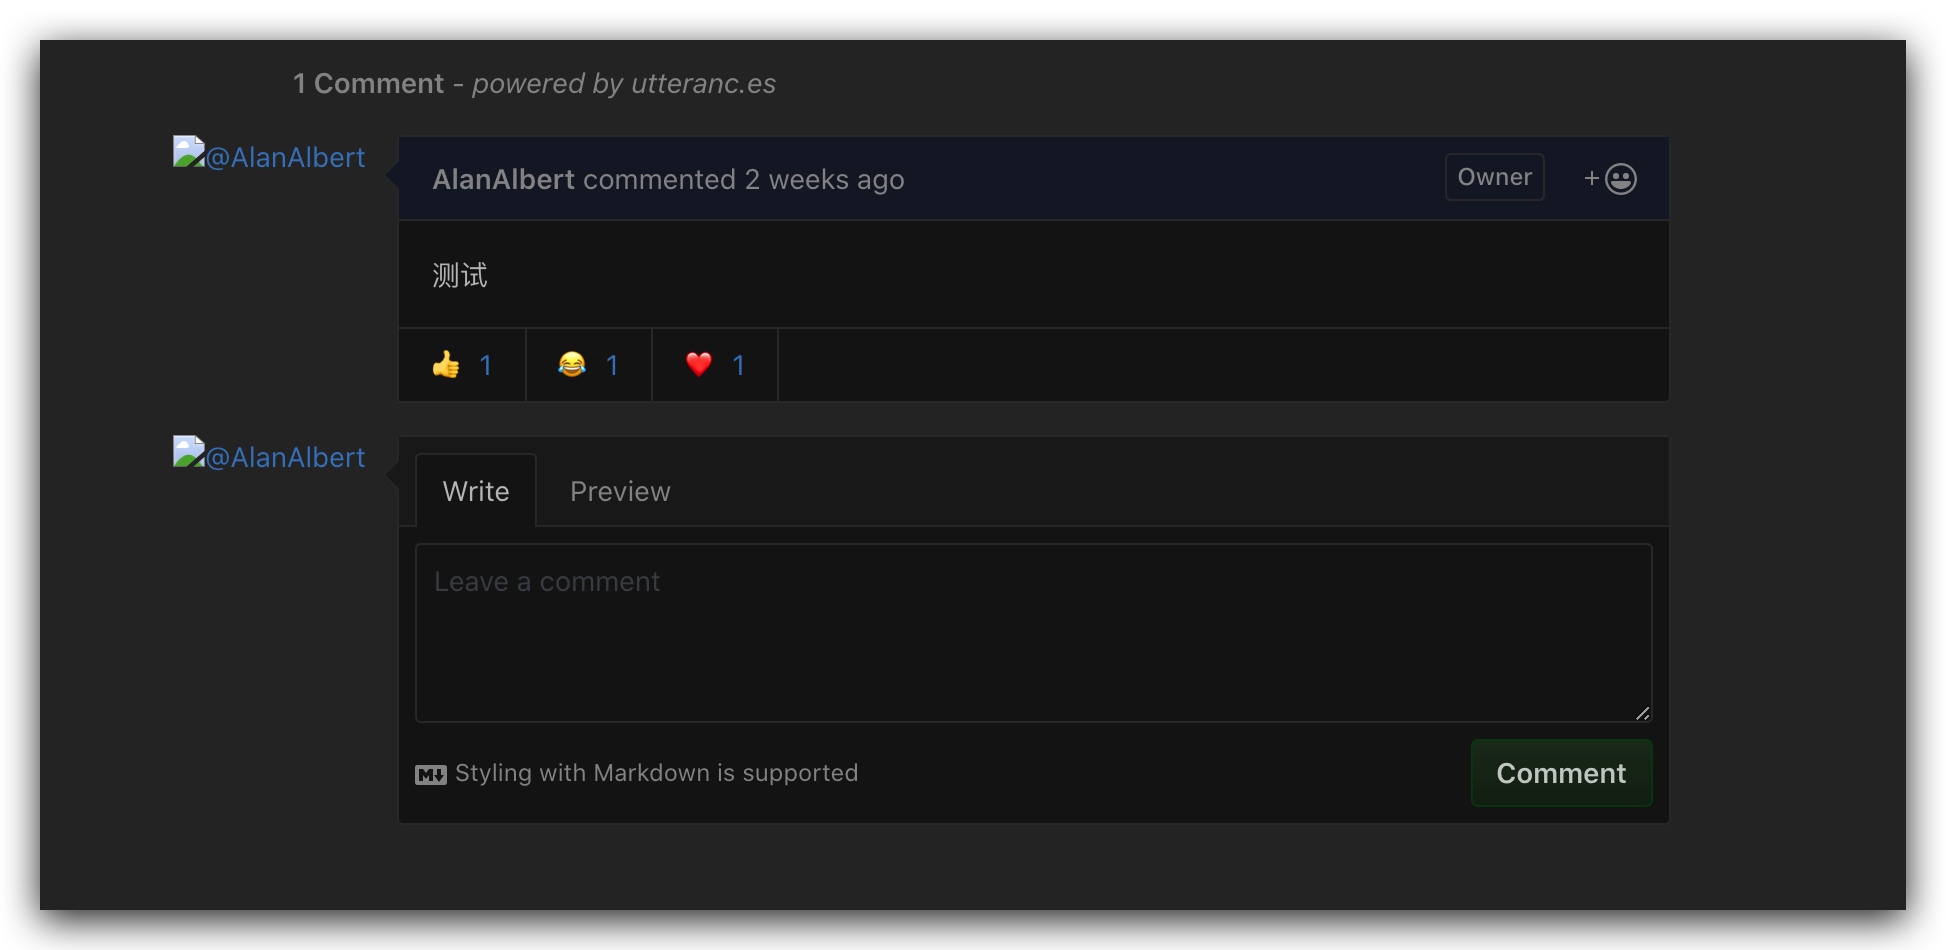 1 Comment - powered by utteranc.es
@AlanAlbert
AlanAlbert commented 2 weeks ago
Owner
+
测试
👍 1 😂 1 ❤️ 1
@AlanAlbert
Write Preview
Leave a comment
M↓ Styling with Markdown is supported
Comment